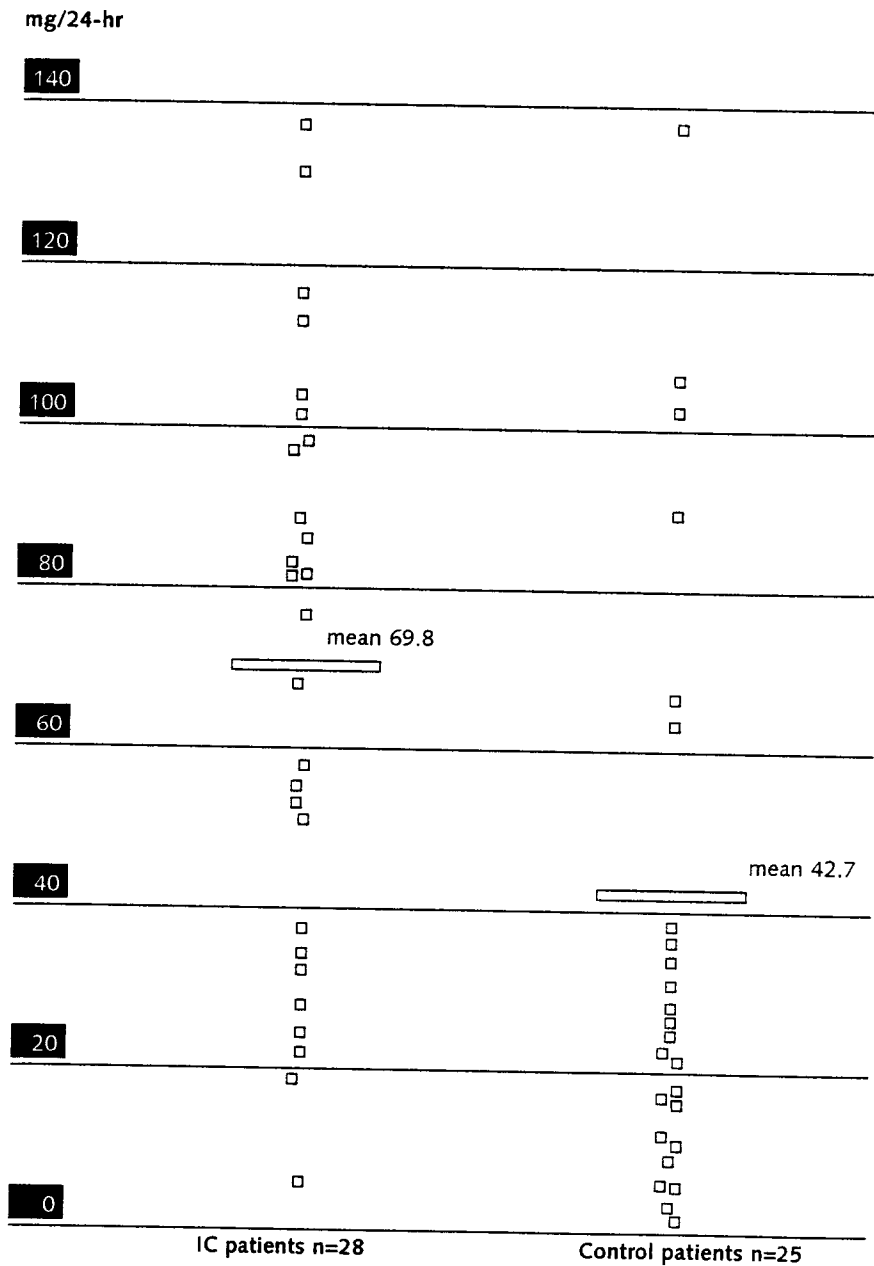 mg/24-hr
140
120
100
80
mean 69.8
60
mean 42.7
40
20
0
IC patients n=28
Control patients n=25